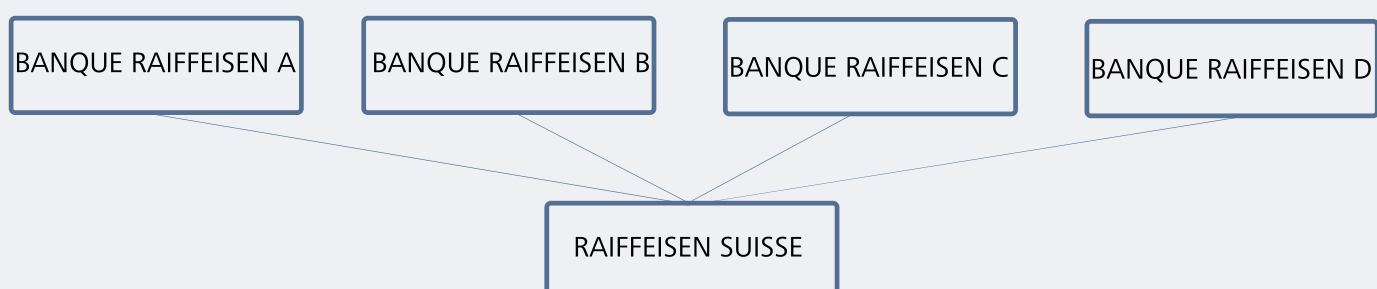 BANQUE RAIFFEISEN A
BANQUE RAIFFEISEN B
BANQUE RAIFFEISEN C
BANQUE RAIFFEISEN D
RAIFFEISEN SUISSE